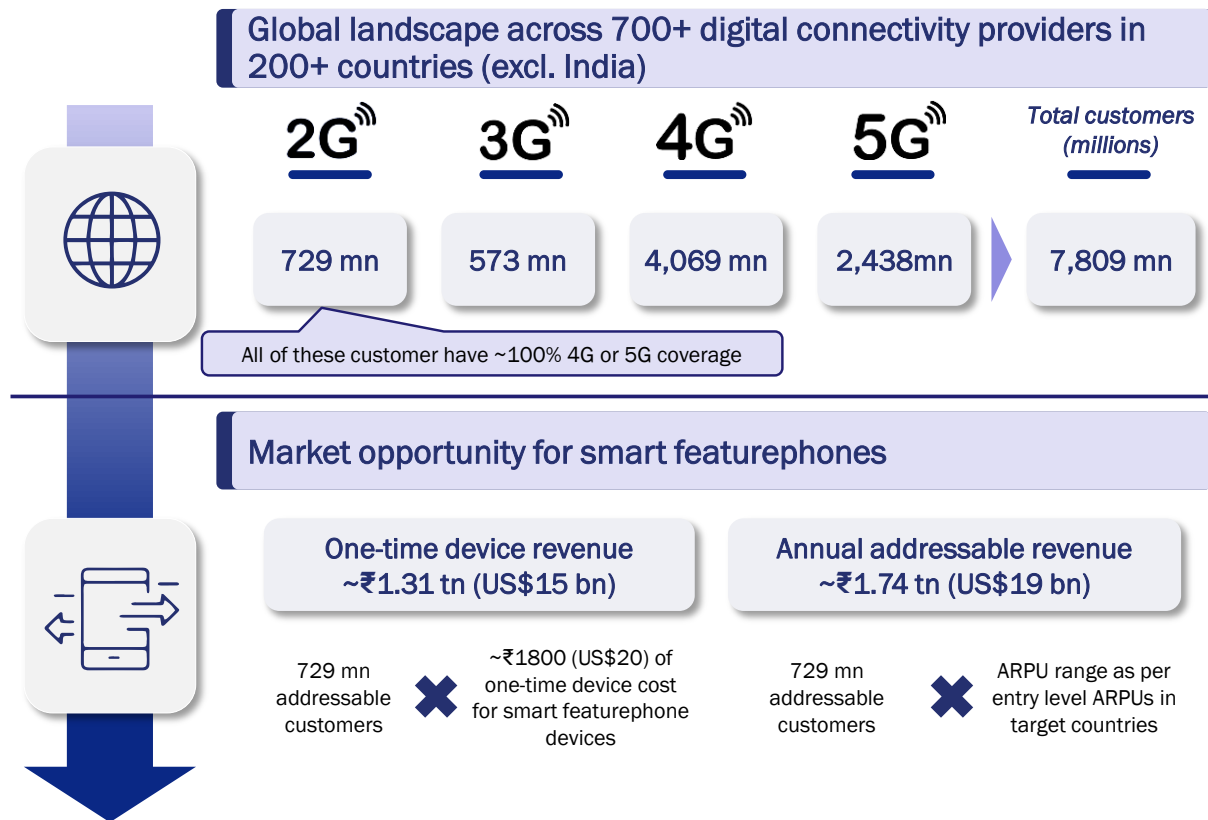 Global landscape across 700+ digital connectivity providers in
200+ countries (excl. India)
2G
3G
4G
5G
Total customers
(millions)
729 mn
573 mn
4,069 mn
2,438mn
7,809 mn
All of these customer have ~100% 4G or 5G coverage
Market opportunity for smart featurephones
One-time device revenue
~₹1.31 tn (US$15 bn)
729 mn
addressable
customers
~₹1800 (US$20) of
one-time device cost
for smart featurephone
devices
Annual addressable revenue
~₹1.74 tn (US$19 bn)
729 mn
addressable
customers
ARPU range as per
entry level ARPUs in
target countries